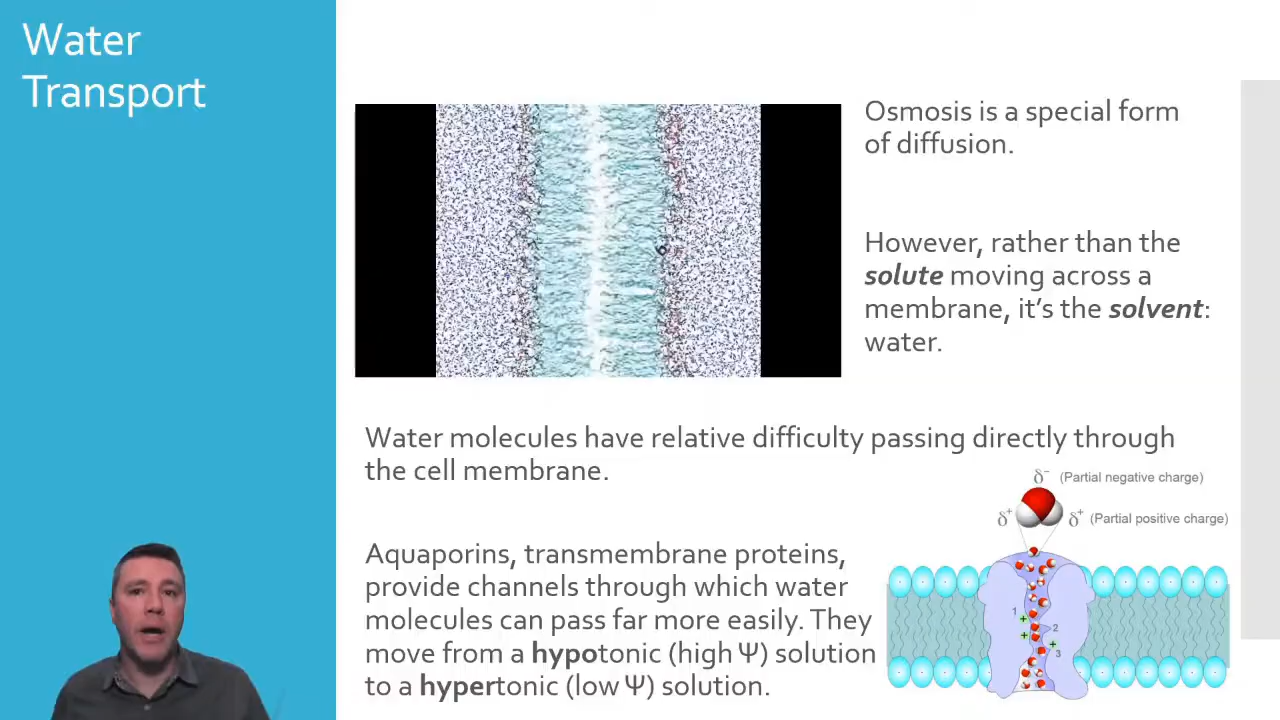 Water
Transport
Osmosis is a special form
of diffusion.
However, rather than the
solute moving across a
membrane, it's the solvent:
water.
Water molecules have relative difficulty passing directly through
the cell membrane.
δ⁻ (Partial negative charge)
δ⁺ δ⁺ (Partial positive charge)
Aquaporins, transmembrane proteins,
provide channels through which water
molecules can pass far more easily. They
move from a hypotonic (high Ψ) solution
to a hypertonic (low Ψ) solution.
1 +
+ 2
+ 3